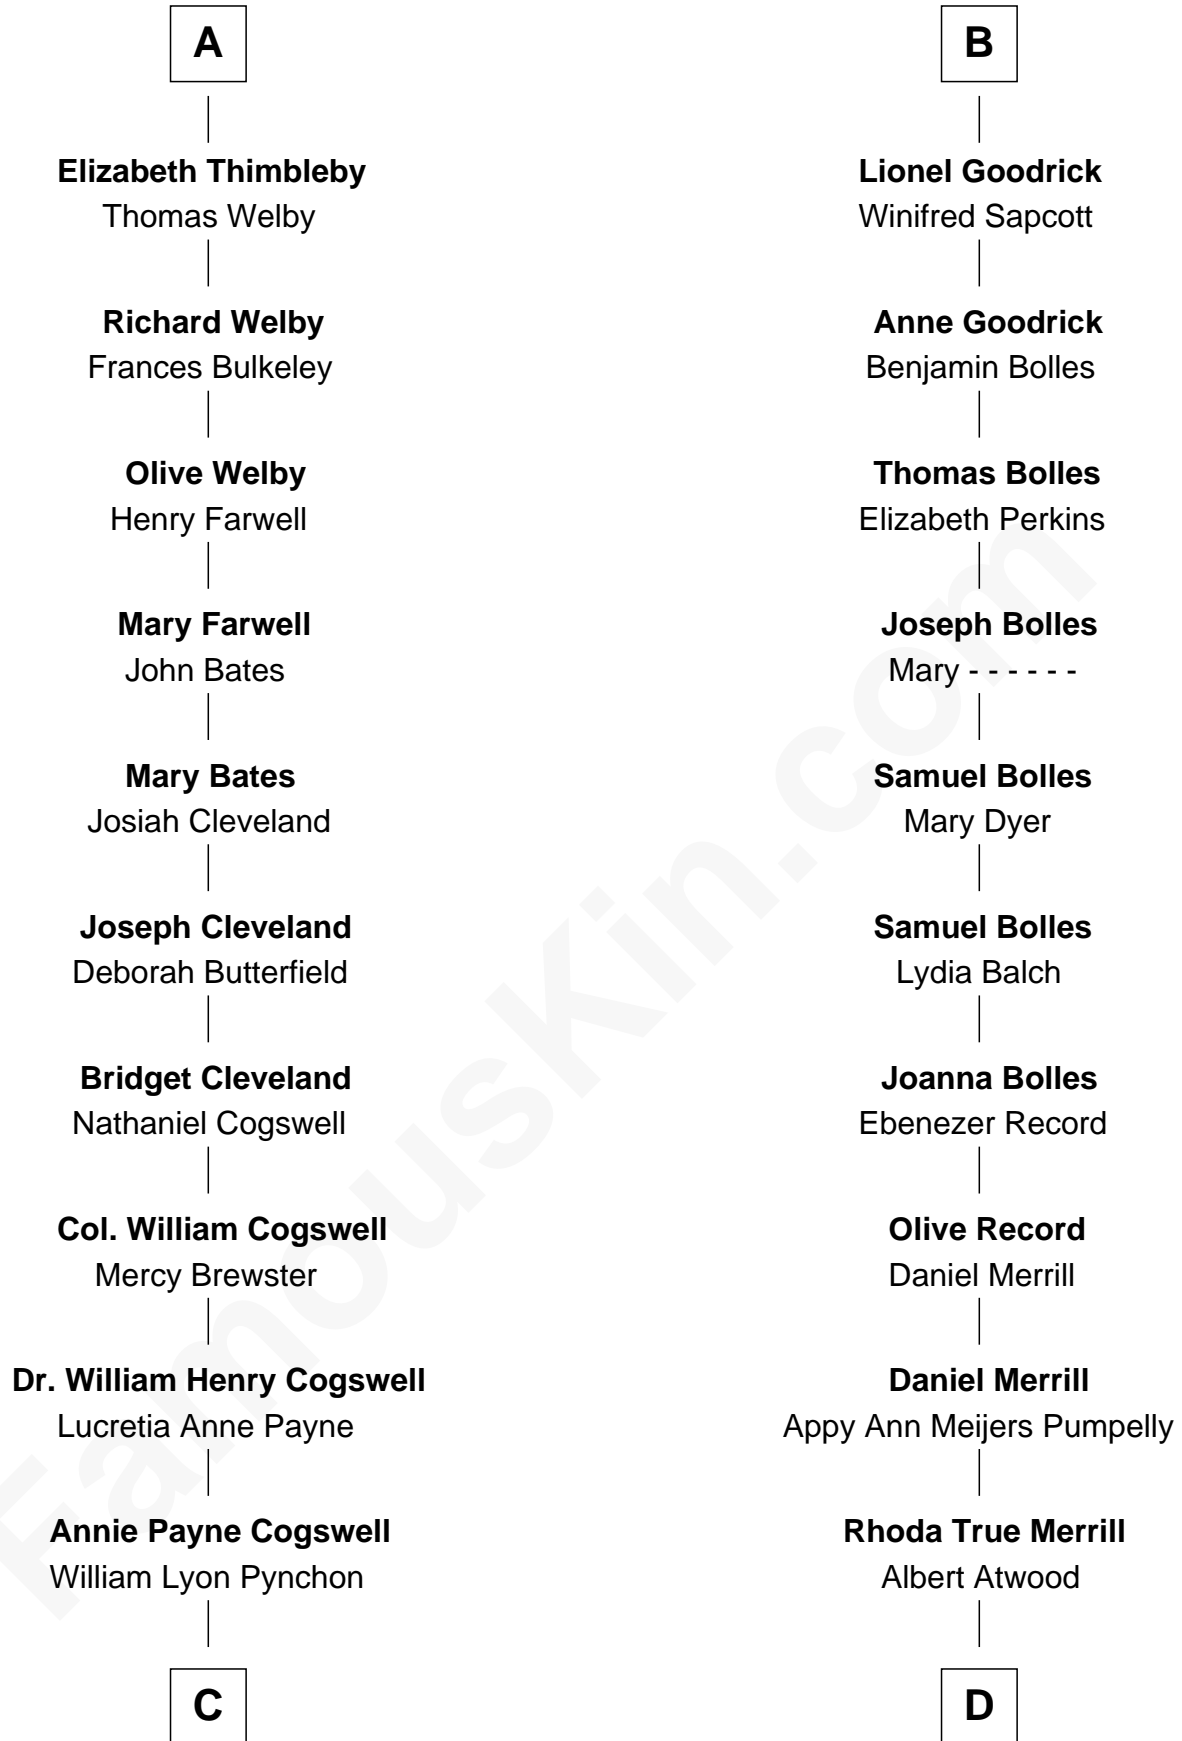 A
Elizabeth Thimbleby
Thomas Welby
Richard Welby
Frances Bulkeley
Olive Welby
Henry Farwell
Mary Farwell
John Bates
Mary Bates
Josiah Cleveland
Joseph Cleveland
Deborah Butterfield
Bridget Cleveland
Nathaniel Cogswell
Col. William Cogswell
Mercy Brewster
Dr. William Henry Cogswell
Lucretia Anne Payne
Annie Payne Cogswell
William Lyon Pynchon
C
B
Lionel Goodrick
Winifred Sapcott
Anne Goodrick
Benjamin Bolles
Thomas Bolles
Elizabeth Perkins
Joseph Bolles
Mary - - - - - -
Samuel Bolles
Mary Dyer
Samuel Bolles
Lydia Balch
Joanna Bolles
Ebenezer Record
Olive Record
Daniel Merrill
Daniel Merrill
Appy Ann Meijers Pumpelly
Rhoda True Merrill
Albert Atwood
D
FamousKin.com